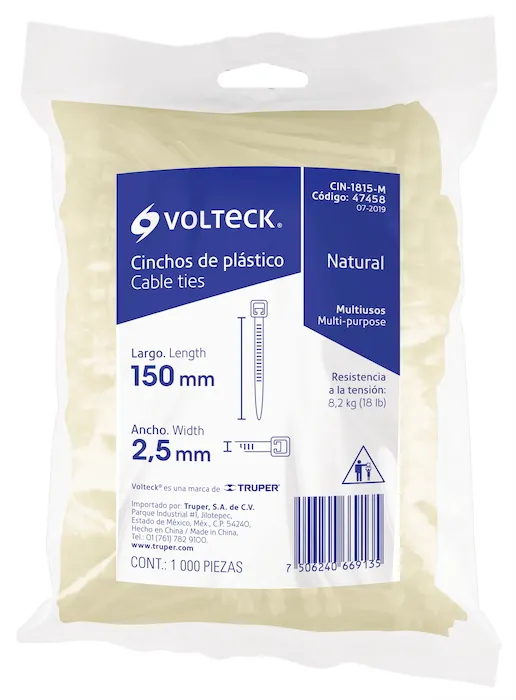 VOLTECK®
Cinchos de plástico
Cable ties
CIN-1815-M
Código: 47458
07-2019
Natural
Multiusos
Multi-purpose
Largo. Length
150 mm
Ancho. Width
2,5 mm
Resistencia
a la tensión:
8,2 kg (18 lb)
Volteck® es una marca de TRUPER®
Importado por: Truper, S.A. de C.V.
Parque Industrial #1, Jilotepec,
Estado de México, Méx., C.P. 54240,
Hecho en China / Made in China,
Tel.: 01 (761) 782 9100.
www.truper.com
CONT.: 1 000 PIEZAS
7 506240 669135